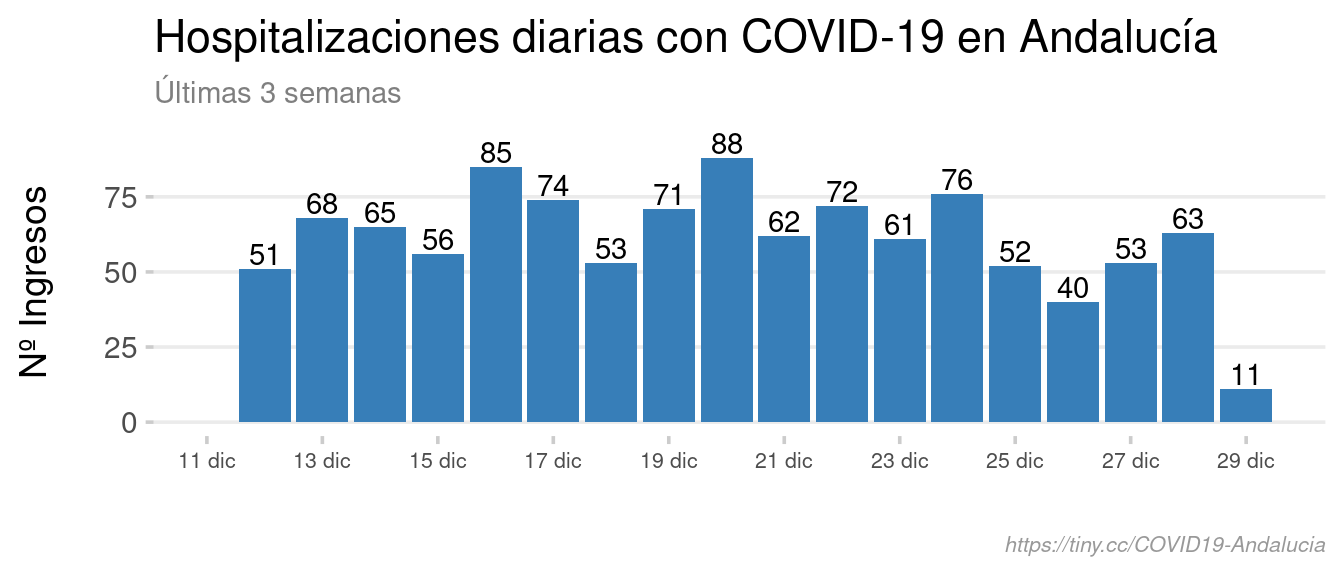 Hospitalizaciones diarias con COVID-19 en Andalucía
Últimas 3 semanas
Nº Ingresos
75
50
25
0
51
68
65
56
85
74
53
71
88
62
72
61
76
52
40
53
63
11
11 dic
13 dic
15 dic
17 dic
19 dic
21 dic
23 dic
25 dic
27 dic
29 dic
https://tiny.cc/COVID19-Andalucia